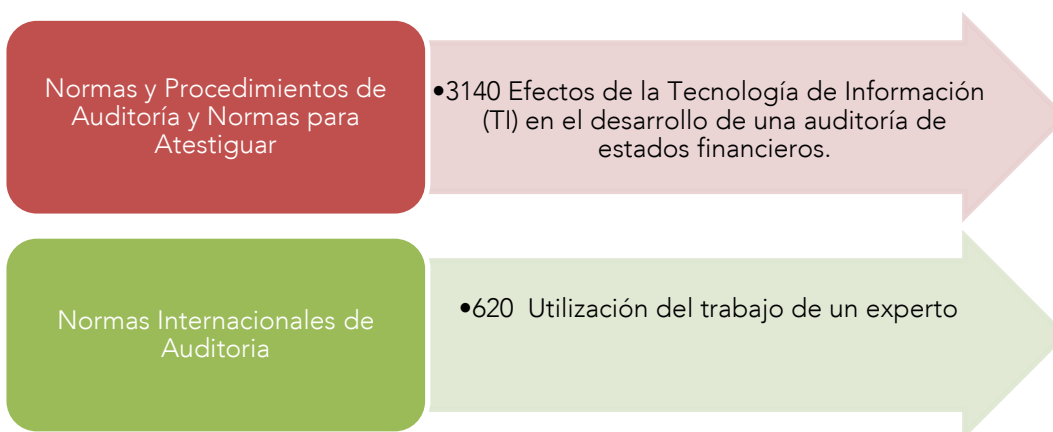 Normas y Procedimientos de
Auditoría y Normas para
Atestiguar
•3140 Efectos de la Tecnología de Información
(TI) en el desarrollo de una auditoría de
estados financieros.
Normas Internacionales de
Auditoria
•620 Utilización del trabajo de un experto